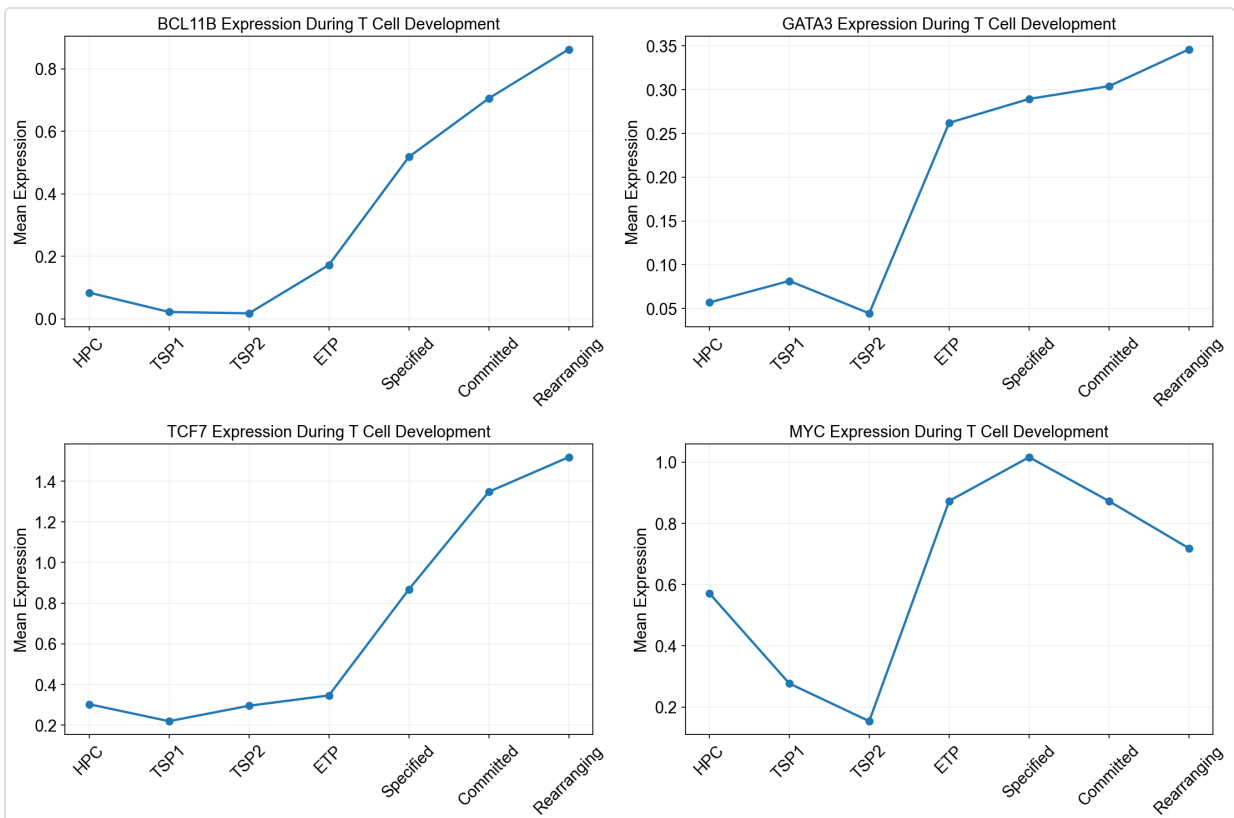 BCL11B Expression During T Cell Development
Mean Expression
0.8
0.6
0.4
0.2
0.0
HPC
TSP1
TSP2
ETP
Specified
Committed
Rearranging
GATA3 Expression During T Cell Development
Mean Expression
0.35
0.30
0.25
0.20
0.15
0.10
0.05
HPC
TSP1
TSP2
ETP
Specified
Committed
Rearranging
TCF7 Expression During T Cell Development
Mean Expression
1.4
1.2
1.0
0.8
0.6
0.4
0.2
HPC
TSP1
TSP2
ETP
Specified
Committed
Rearranging
MYC Expression During T Cell Development
Mean Expression
1.0
0.8
0.6
0.4
0.2
HPC
TSP1
TSP2
ETP
Specified
Committed
Rearranging